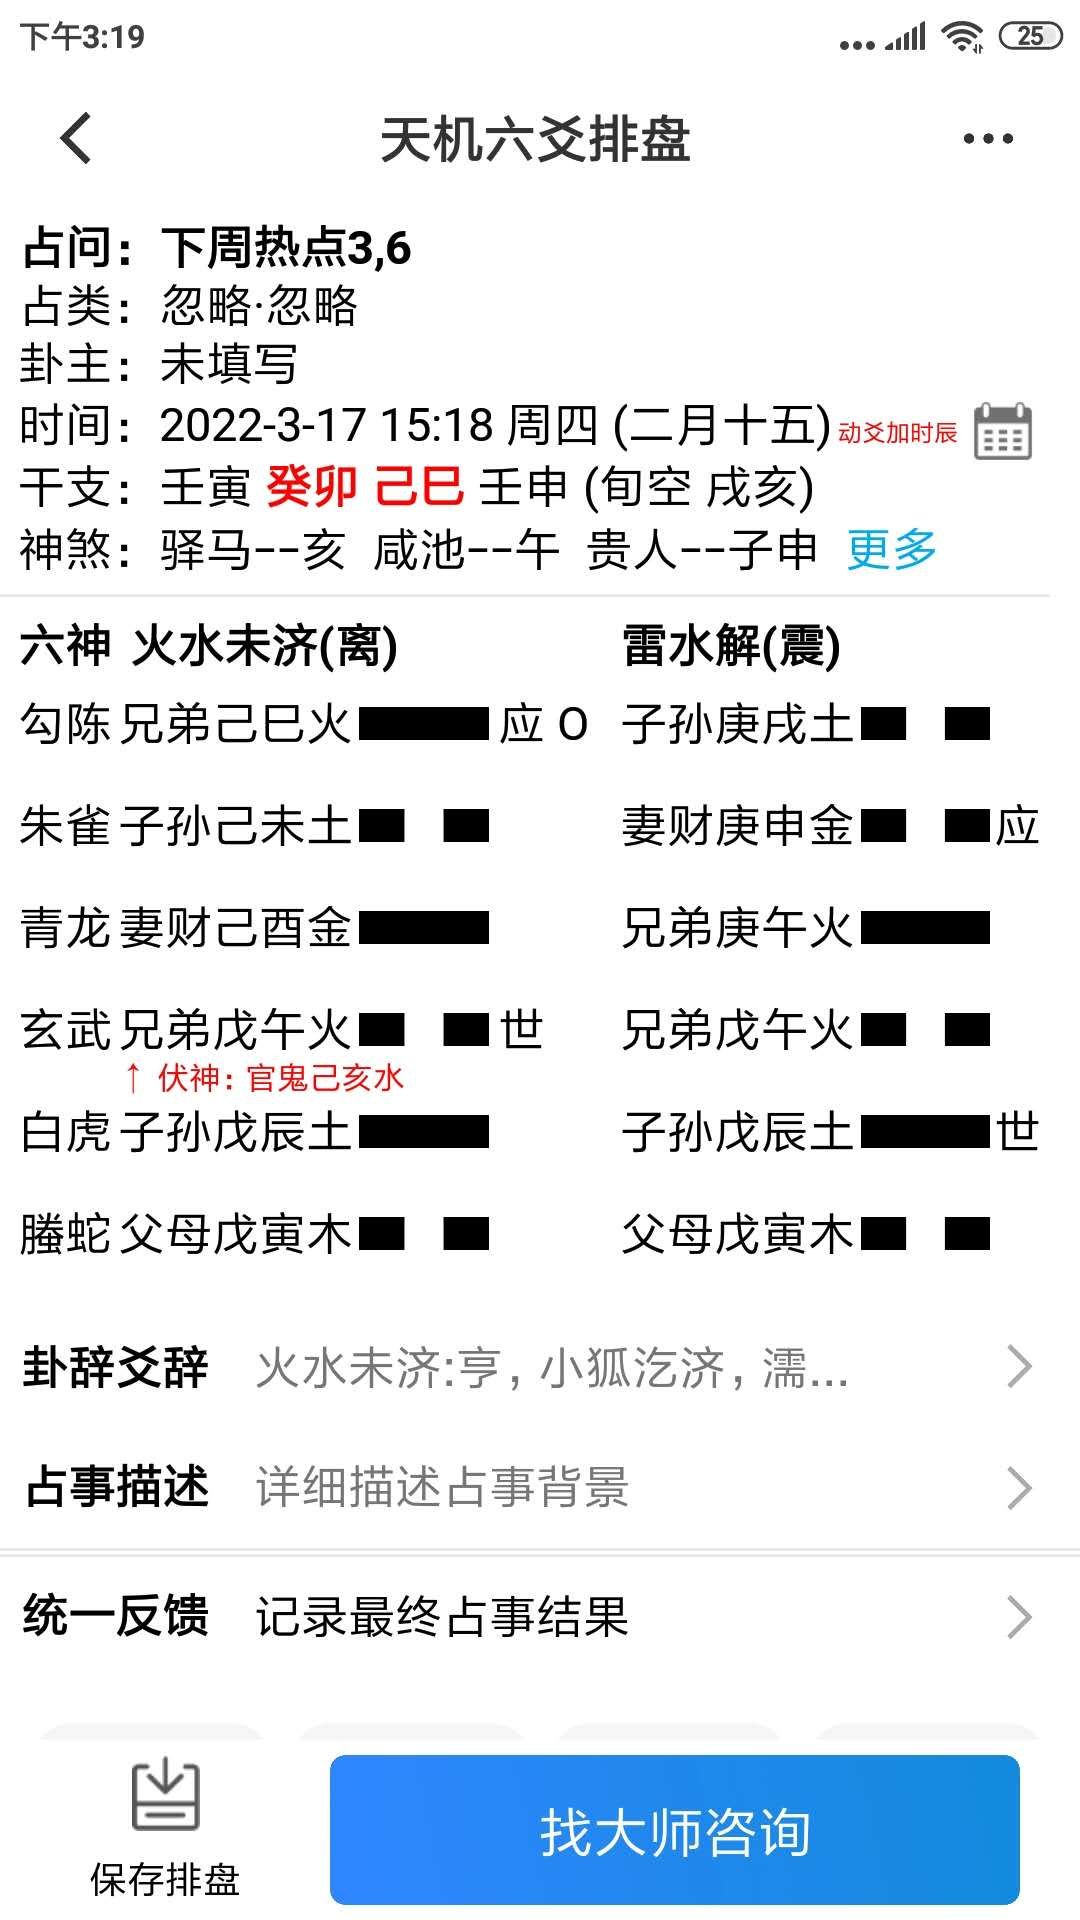 下午3:19
25
天机六爻排盘
占问：下周热点3,6
占类：忽略·忽略
卦主：未填写
时间：2022-3-17 15:18 周四 (二月十五) 动爻加时辰
干支：壬寅 癸卯 己巳 壬申 (旬空 戌亥)
神煞：驿马--亥 咸池--午 贵人--子申 更多
六神 火水未济(离) 雷水解(震)
勾陈 兄弟己巳火 应 O 子孙庚戌土
朱雀 子孙己未土 妻财庚申金 应
青龙 妻财己酉金 兄弟庚午火
玄武 兄弟戊午火 世 兄弟戊午火
↑ 伏神：官鬼己亥水
白虎 子孙戊辰土 子孙戊辰土 世
螣蛇 父母戊寅木 父母戊寅木
卦辞爻辞 火水未济:亨，小狐汔济，濡...
占事描述 详细描述占事背景
统一反馈 记录最终占事结果
保存排盘
找大师咨询